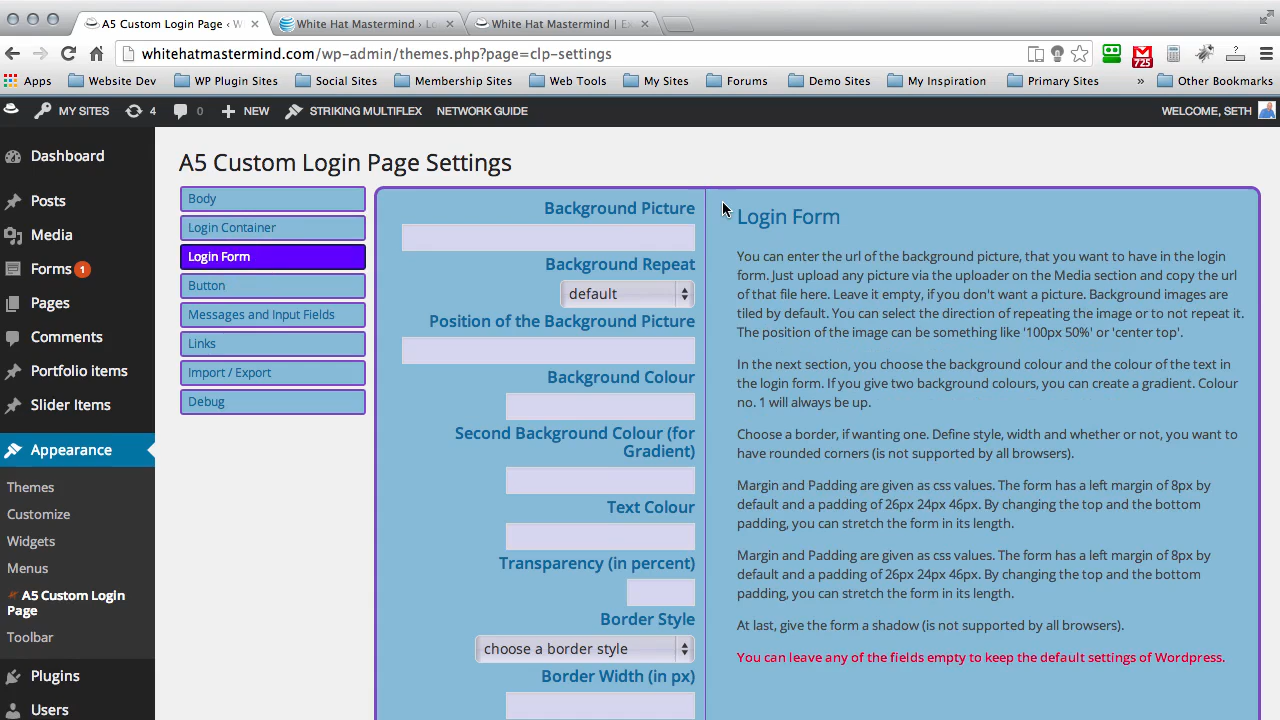 A5 Custom Login Page ‹ W
White Hat Mastermind › Lo
White Hat Mastermind | Ex
whitehatmastermind.com/wp-admin/themes.php?page=clp-settings
725
?
Apps
Website Dev
WP Plugin Sites
Social Sites
Membership Sites
Web Tools
My Sites
Forums
Demo Sites
My Inspiration
Primary Sites
»
Other Bookmarks
MY SITES
4
0
NEW
STRIKING MULTIFLEX
NETWORK GUIDE
WELCOME, SETH
Dashboard
Posts
Media
Forms 1
Pages
Comments
Portfolio items
Slider Items
Appearance
Themes
Customize
Widgets
Menus
A5 Custom Login
Page
Toolbar
Plugins
Users
A5 Custom Login Page Settings
Body
Login Container
Login Form
Button
Messages and Input Fields
Links
Import / Export
Debug
Background Picture
Background Repeat
default
Position of the Background Picture
Background Colour
Second Background Colour (for
Gradient)
Text Colour
Transparency (in percent)
Border Style
choose a border style
Border Width (in px)
Login Form
You can enter the url of the background picture, that you want to have in the login
form. Just upload any picture via the uploader on the Media section and copy the url
of that file here. Leave it empty, if you don't want a picture. Background images are
tiled by default. You can select the direction of repeating the image or to not repeat it.
The position of the image can be something like '100px 50%' or 'center top'.
In the next section, you choose the background colour and the colour of the text in
the login form. If you give two background colours, you can create a gradient. Colour
no. 1 will always be up.
Choose a border, if wanting one. Define style, width and whether or not, you want to
have rounded corners (is not supported by all browsers).
Margin and Padding are given as css values. The form has a left margin of 8px by
default and a padding of 26px 24px 46px. By changing the top and the bottom
padding, you can stretch the form in its length.
Margin and Padding are given as css values. The form has a left margin of 8px by
default and a padding of 26px 24px 46px. By changing the top and the bottom
padding, you can stretch the form in its length.
At last, give the form a shadow (is not supported by all browsers).
You can leave any of the fields empty to keep the default settings of Wordpress.